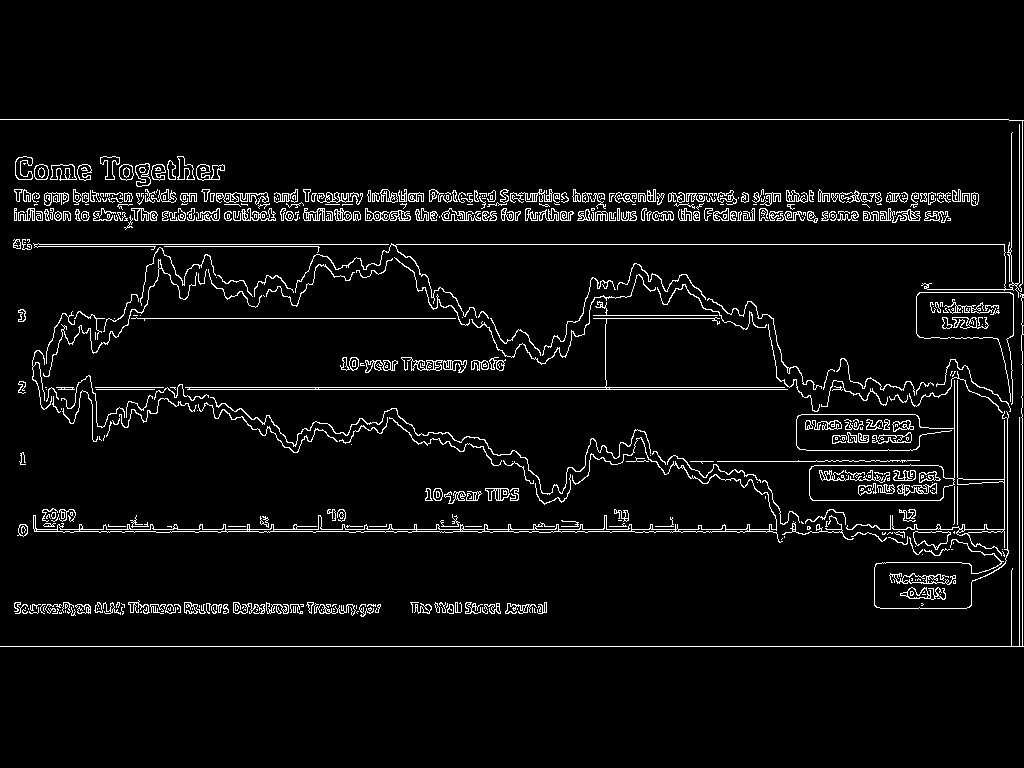 Come Together
The gap between yields on Treasurys and Treasury Inflation Protected Securities have recently narrowed, a sign that investors are expecting
inflation to slow. The subdued outlook for inflation boosts the chances for further stimulus from the Federal Reserve, some analysts say.
4%
3
Wednesday:
1.724%
10-year Treasury note
2
March 20: 2.42 pct.
points spread
1
Wednesday: 2.13 pct.
points spread
10-year TIPS
2009
'10
'11
'12
0
Wednesday:
-0.41%
Sources: Ryan ALM; Thomson Reuters Datastream; Treasury.gov
The Wall Street Journal